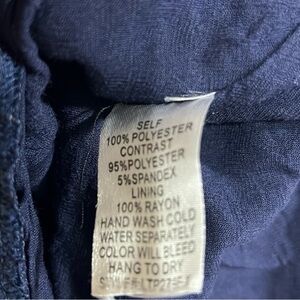 SELF
100% POLYESTER
CONTRAST
95%POLYESTER
5%SPANDEX
LINING
100% RAYON
HAND WASH COLD
WATER SEPARATELY
COLOR WILL BLEED
HANG TO DRY